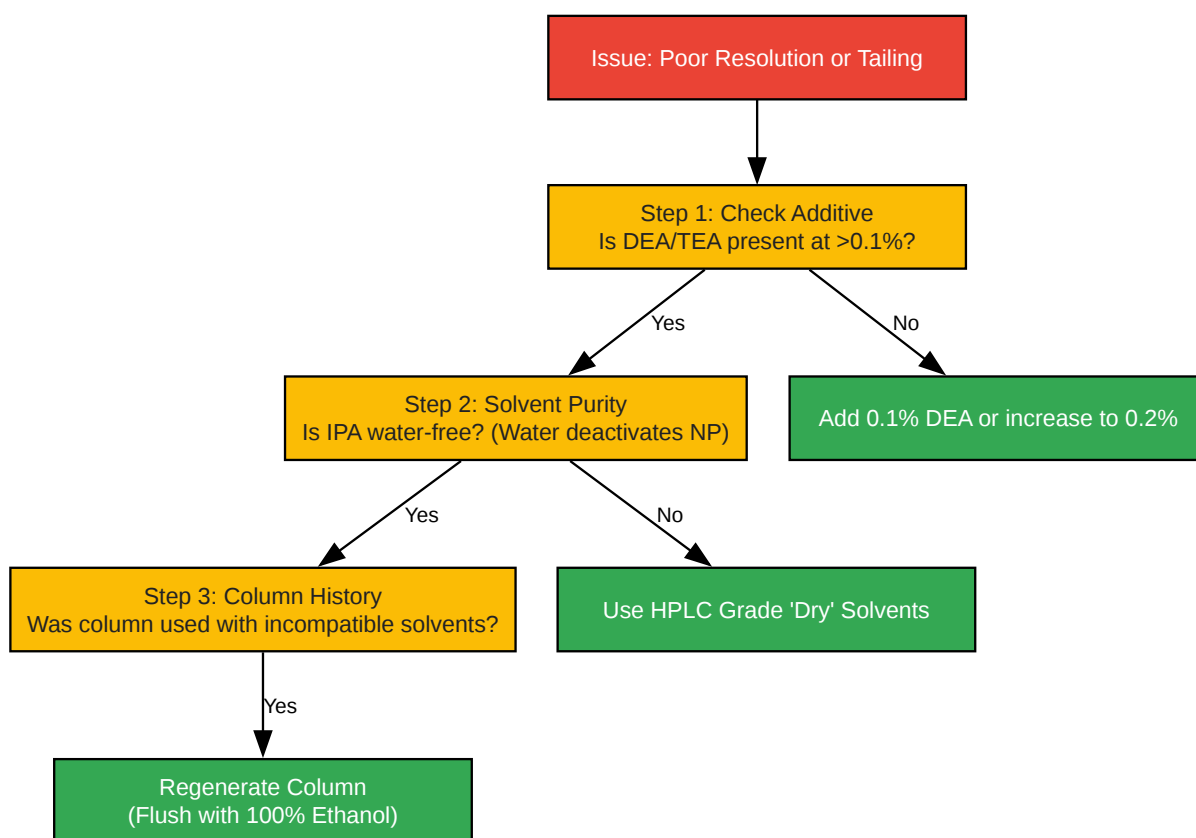 Issue: Poor Resolution or Tailing
Step 1: Check Additive
Is DEA/TEA present at >0.1%?
Yes
No
Step 2: Solvent Purity
Is IPA water-free? (Water deactivates NP)
Add 0.1% DEA or increase to 0.2%
Yes
No
Step 3: Column History
Was column used with incompatible solvents?
Use HPLC Grade 'Dry' Solvents
Yes
Regenerate Column
(Flush with 100% Ethanol)